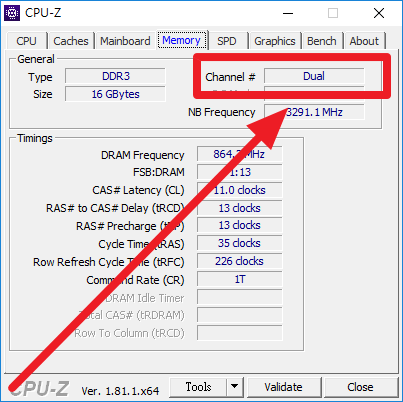 CPU-Z
CPU Caches Mainboard Memory SPD Graphics Bench About
General
Type DDR3 Channel # Dual
Size 16 GBytes
NB Frequency 3291.1 MHz
Timings
DRAM Frequency 864.2 MHz
FSB:DRAM 1:13
CAS# Latency (CL) 11.0 clocks
RAS# to CAS# Delay (tRCD) 13 clocks
RAS# Precharge (tRP) 13 clocks
Cycle Time (tRAS) 35 clocks
Row Refresh Cycle Time (tRFC) 226 clocks
Command Rate (CR) 1T
DRAM Idle Timer
Total CAS# (tRDRAM)
Row To Column (tRCD)
CPU-Z Ver. 1.81.1.x64 Tools Validate Close